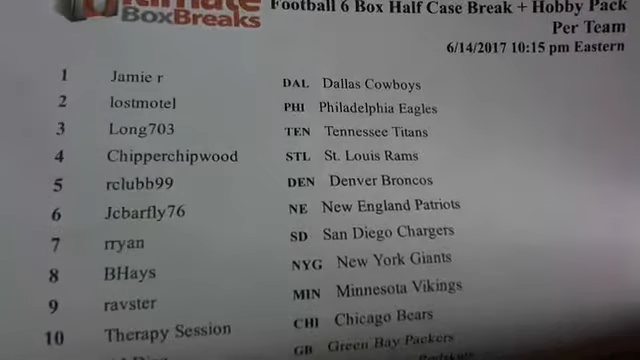 BoxBreaks
Football 6 Box Half Case Break + Hobby Pack
Per Team
6/14/2017 10:15 pm Eastern
1 Jamie r DAL Dallas Cowboys
2 lostmotel PHI Philadelphia Eagles
3 Long703 TEN Tennessee Titans
4 Chipperchipwood STL St. Louis Rams
5 rclubb99 DEN Denver Broncos
6 Jcbarfly76 NE New England Patriots
7 rryan SD San Diego Chargers
8 BHays NYG New York Giants
9 ravster MIN Minnesota Vikings
10 Therapy Session CHI Chicago Bears
GB Green Bay Packers